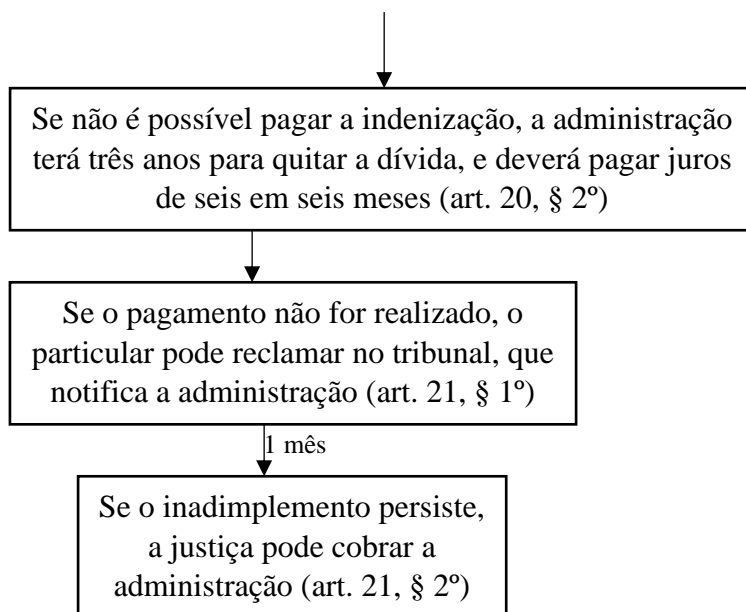 Se não é possível pagar a indenização, a administração
terá três anos para quitar a dívida, e deverá pagar juros
de seis em seis meses (art. 20, § 2º)
Se o pagamento não for realizado, o
particular pode reclamar no tribunal, que
notifica a administração (art. 21, § 1º)
1 mês
Se o inadimplemento persiste,
a justiça pode cobrar a
administração (art. 21, § 2º)